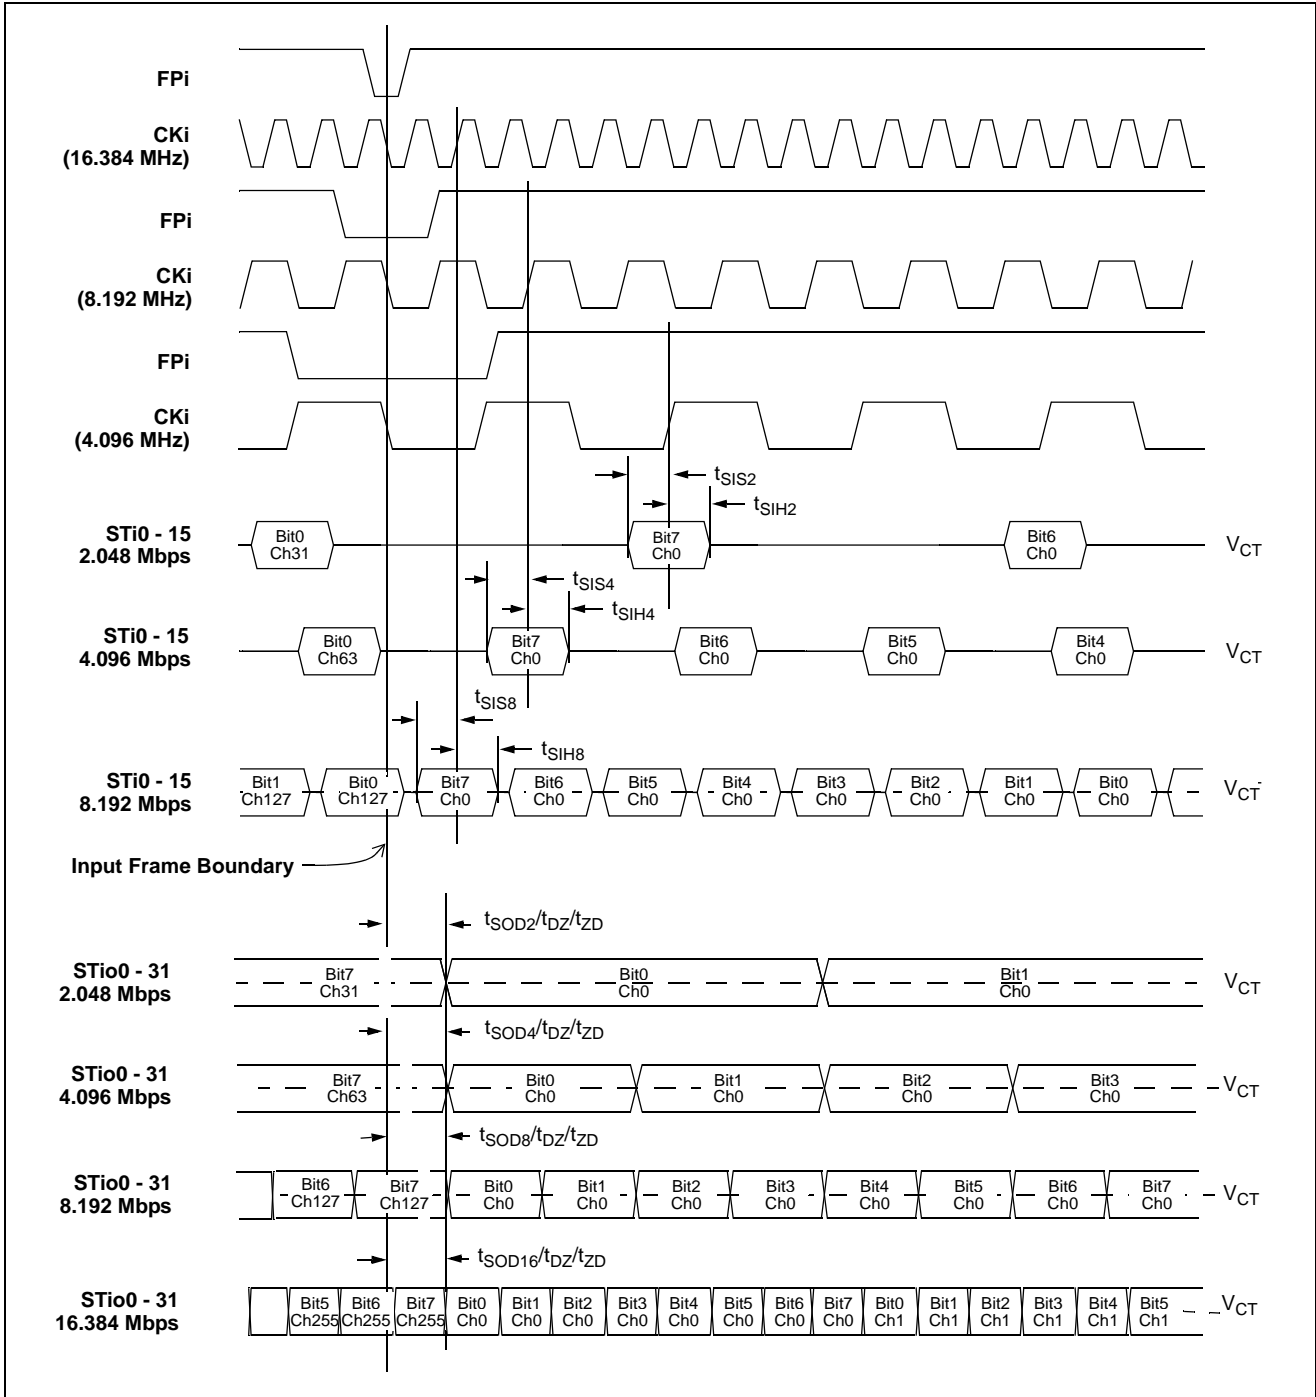 FPi
CKi
(16.384 MHz)
FPi
CKi
(8.192 MHz)
FPi
CKi
(4.096 MHz)
tSIS2
tSIH2
STi0 - 15
2.048 Mbps
Bit0
Ch31
Bit7
Ch0
Bit6
Ch0
VCT
tSIS4
tSIH4
STi0 - 15
4.096 Mbps
Bit0
Ch63
Bit7
Ch0
Bit6
Ch0
Bit5
Ch0
Bit4
Ch0
VCT
tSIS8
tSIH8
STi0 - 15
8.192 Mbps
Bit1
Ch127
Bit0
Ch127
Bit7
Ch0
Bit6
Ch0
Bit5
Ch0
Bit4
Ch0
Bit3
Ch0
Bit2
Ch0
Bit1
Ch0
Bit0
Ch0
VCT
Input Frame Boundary
tSOD2/tDZ/tZD
STio0 - 31
2.048 Mbps
Bit7
Ch31
Bit0
Ch0
Bit1
Ch0
VCT
tSOD4/tDZ/tZD
STio0 - 31
4.096 Mbps
Bit7
Ch63
Bit0
Ch0
Bit1
Ch0
Bit2
Ch0
Bit3
Ch0
VCT
tSOD8/tDZ/tZD
STio0 - 31
8.192 Mbps
Bit6
Ch127
Bit7
Ch127
Bit0
Ch0
Bit1
Ch0
Bit2
Ch0
Bit3
Ch0
Bit4
Ch0
Bit5
Ch0
Bit6
Ch0
Bit7
Ch0
VCT
tSOD16/tDZ/tZD
STio0 - 31
16.384 Mbps
Bit5
Ch255
Bit6
Ch255
Bit7
Ch255
Bit0
Ch0
Bit1
Ch0
Bit2
Ch0
Bit3
Ch0
Bit4
Ch0
Bit5
Ch0
Bit6
Ch0
Bit7
Ch0
Bit0
Ch1
Bit1
Ch1
Bit2
Ch1
Bit3
Ch1
Bit4
Ch1
Bit5
Ch1
VCT